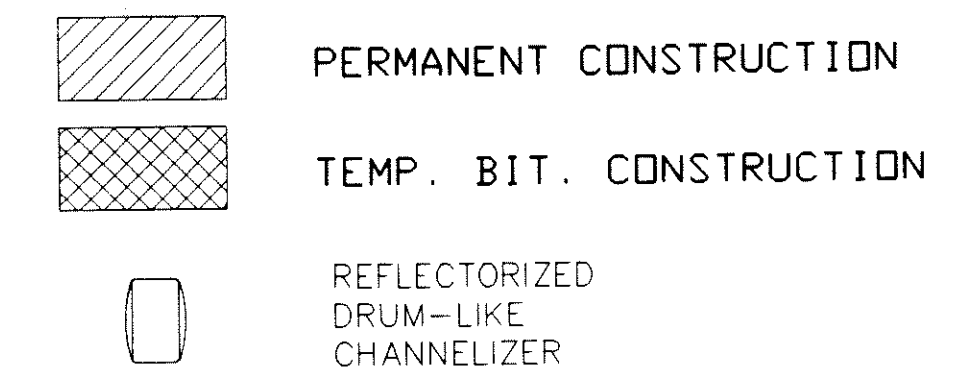 PERMANENT CONSTRUCTION
TEMP. BIT. CONSTRUCTION
REFLECTORIZED
DRUM-LIKE
CHANNELIZER